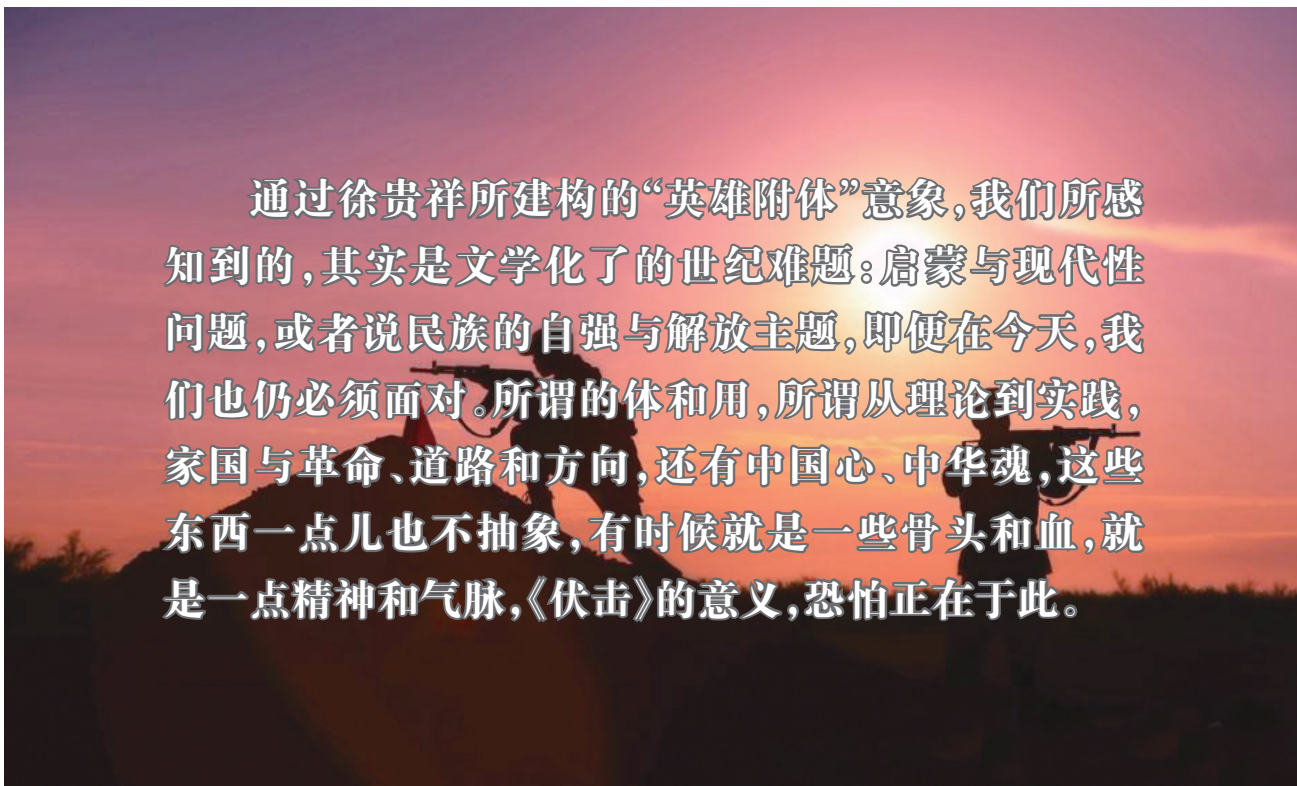 通过徐贵祥所建构的“英雄附体”意象,我们所感
知到的,其实是文学化了的世纪难题:启蒙与现代性
问题,或者说民族的自强与解放主题,即便在今天,我
们也仍必须面对。所谓的体和用,所谓从理论到实践,
家国与革命、道路和方向,还有中国心、中华魂,这些
东西一点儿也不抽象,有时候就是一些骨头和血,就
是一点精神和气脉,《伏击》的意义,恐怕正在于此。